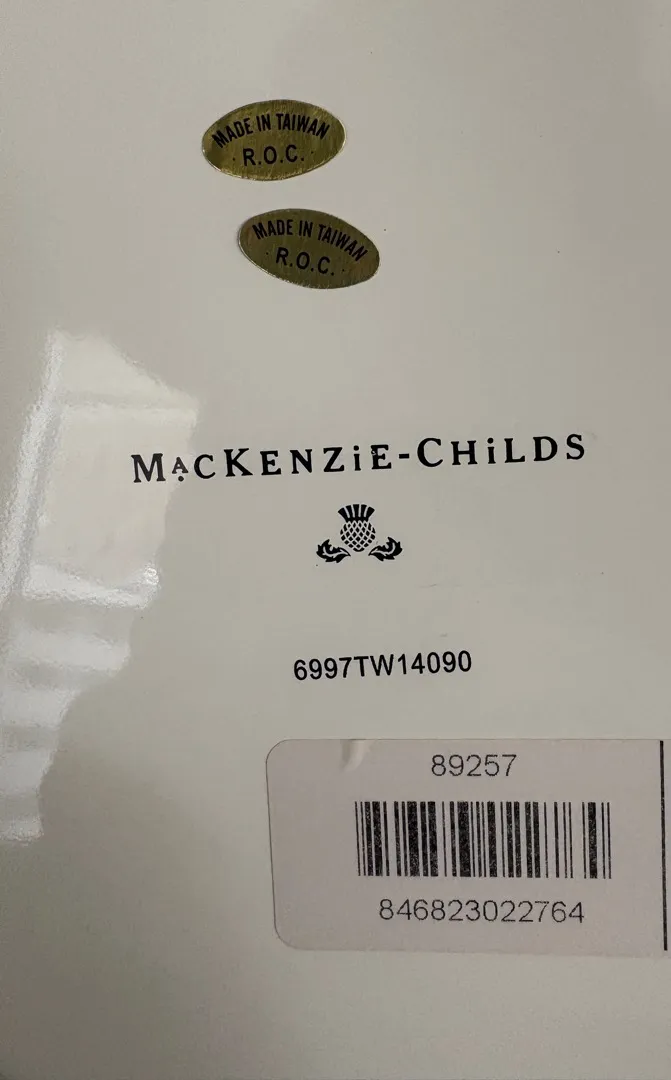 MADE IN TAIWAN
· R.O.C. ·
MADE IN TAIWAN
· R.O.C. ·
MACKENZiE-CHiLDS
6997TW14090
89257
846823022764